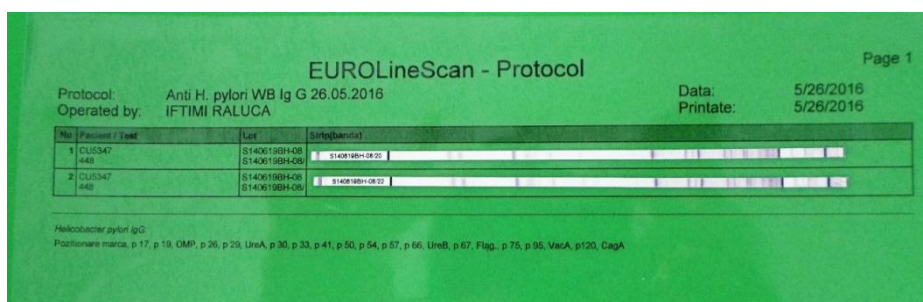 Page 1
EUROLineScan - Protocol
Protocol: Anti H. pylori WB Ig G 26.05.2016 Data: 5/26/2016
Operated by: IFTIMI RALUCA Printate: 5/26/2016
No Pacient / Test Lot Strip(banda)
1 CU5347 S140619BH-08
448 S140619BH-08/ S140619BH-08/20
2 CU5347 S140619BH-08
448 S140619BH-08/ S140619BH-08/22
Helicobacter pylori IgG:
Pozitionare marca, p 17, p 19, OMP, p 26, p 29, UreA, p 30, p 33, p 41, p 50, p 54, p 57, p 66, UreB, p 67, Flag., p 75, p 95, VacA, p120, CagA